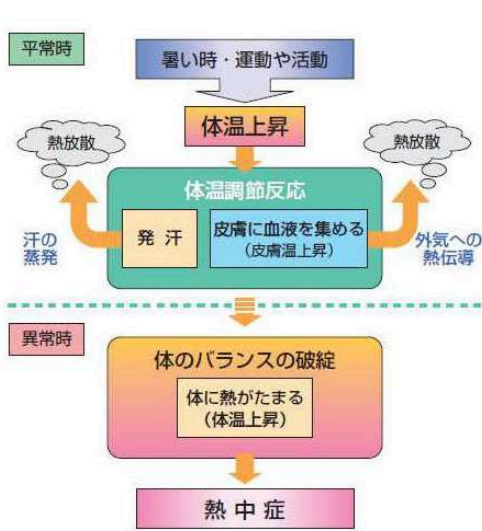 平常時
暑い時・運動や活動
体温上昇
熱放散
熱放散
体温調節反応
発汗
皮膚に血液を集める
(皮膚温上昇)
汗の
蒸発
外気への
熱伝導
異常時
体のバランスの破綻
体に熱がたまる
(体温上昇)
熱中症